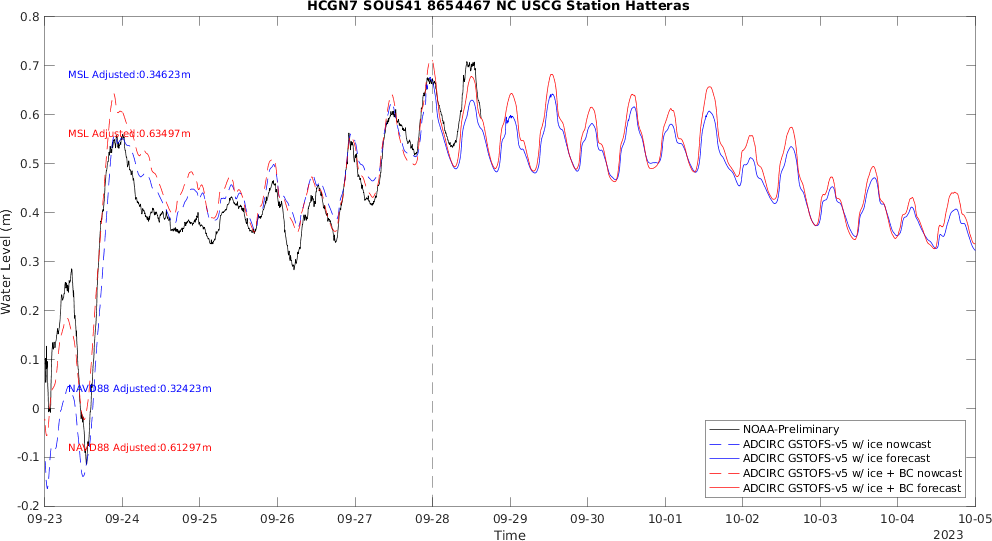 HCGN7 SOUS41 8654467 NC USCG Station Hatteras
0.8
0.7
0.6
0.5
0.4
0.3
0.2
0.1
0
-0.1
-0.2
Water Level (m)
MSL Adjusted:0.34623m
MSL Adjusted:0.63497m
NAVD88 Adjusted:0.32423m
NAVD88 Adjusted:0.61297m
NOAA-Preliminary
ADCIRC GSTOFS-v5 w/ ice nowcast
ADCIRC GSTOFS-v5 w/ ice forecast
ADCIRC GSTOFS-v5 w/ ice + BC nowcast
ADCIRC GSTOFS-v5 w/ ice + BC forecast
09-23 09-24 09-25 09-26 09-27 09-28 09-29 09-30 10-01 10-02 10-03 10-04 10-05
Time
2023